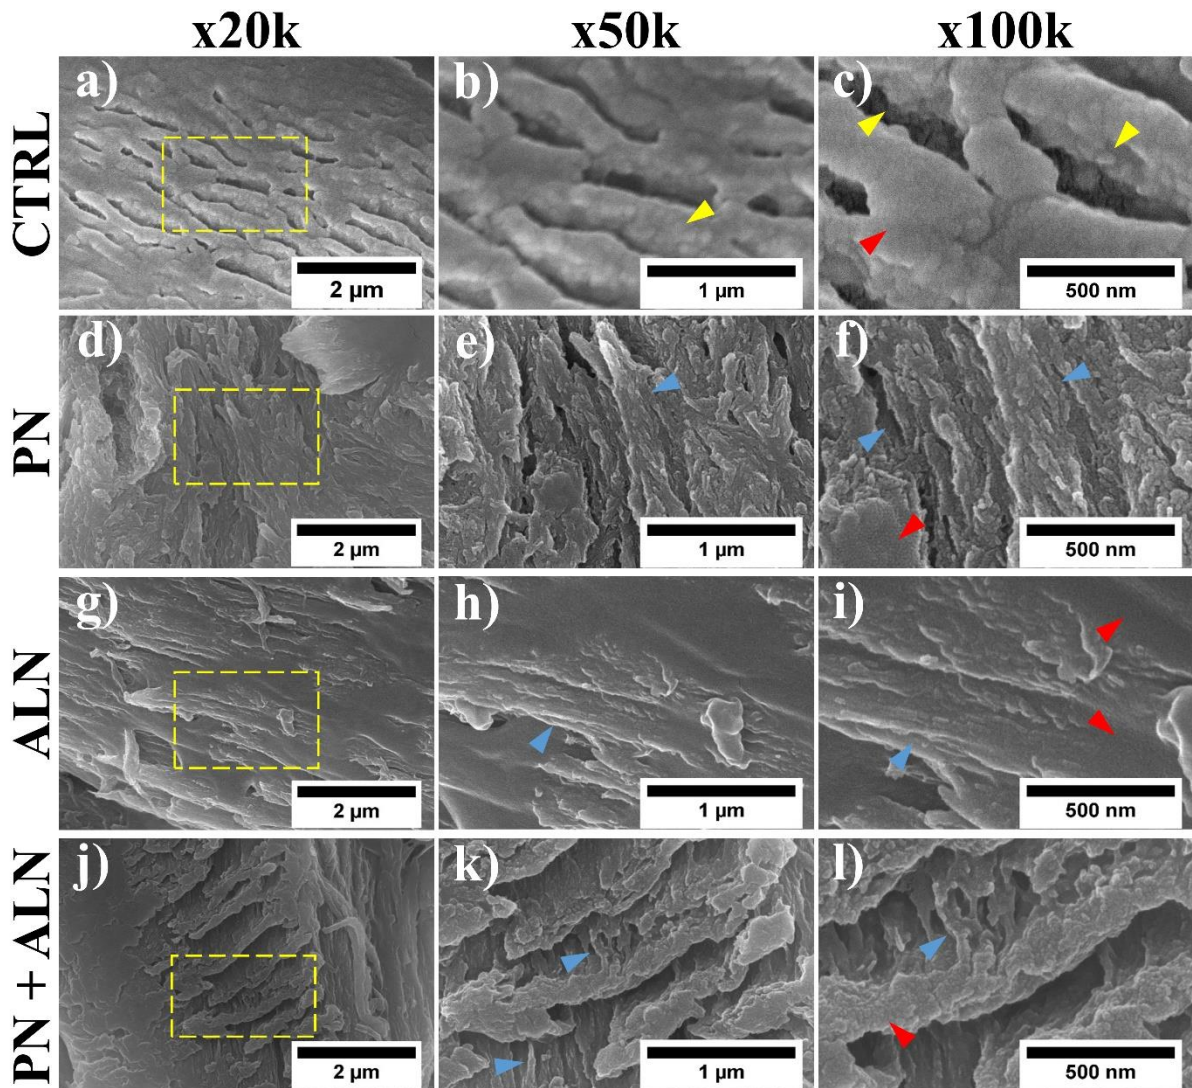 x20k x50k x100k
CTRL
a) b) c)
2 µm 1 µm 500 nm
PN
d) e) f)
2 µm 1 µm 500 nm
ALN
g) h) i)
2 µm 1 µm 500 nm
PN + ALN
j) k) l)
2 µm 1 µm 500 nm